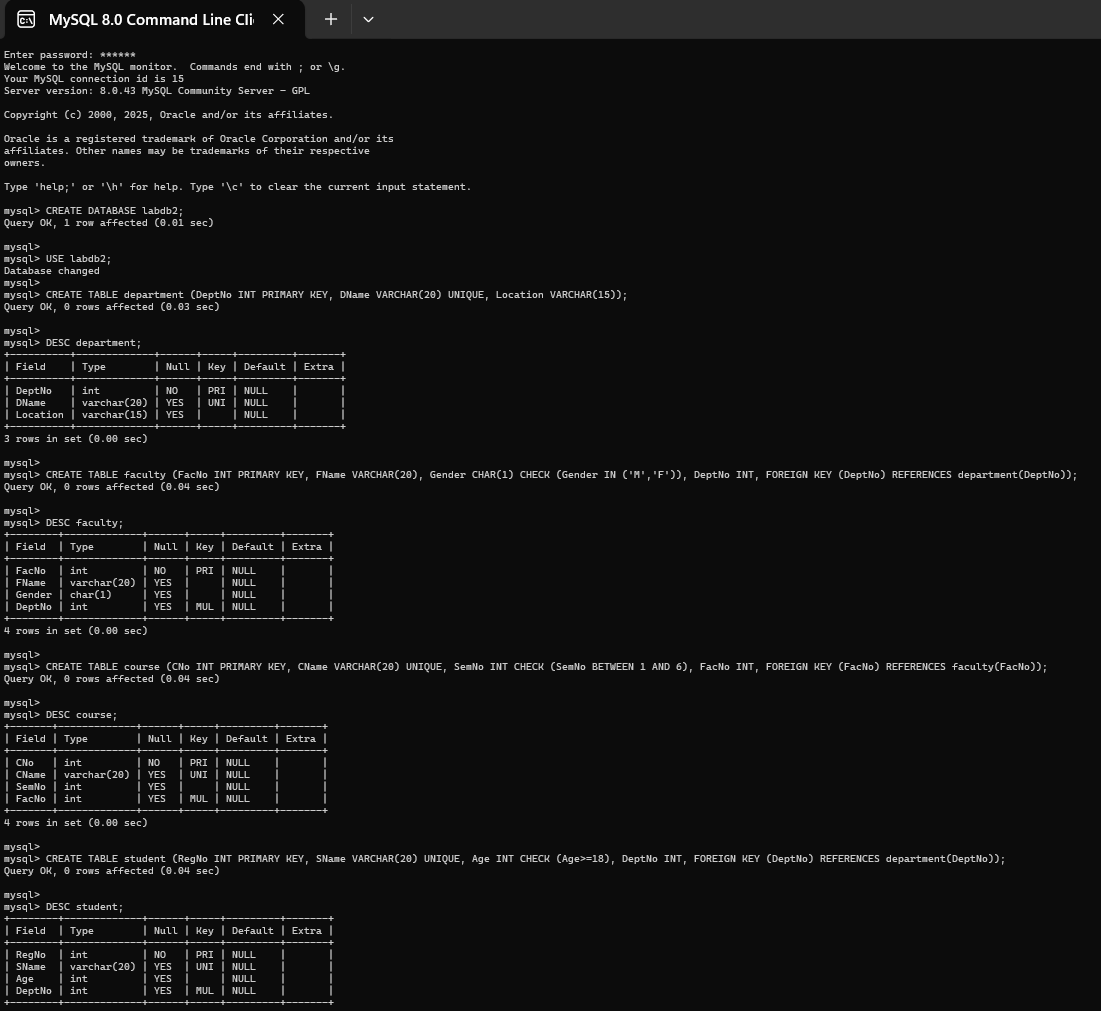 MySQL 8.0 Command Line Cli
Enter password: ******
Welcome to the MySQL monitor.  Commands end with ; or \g.
Your MySQL connection id is 15
Server version: 8.0.43 MySQL Community Server - GPL

Copyright (c) 2000, 2025, Oracle and/or its affiliates.

Oracle is a registered trademark of Oracle Corporation and/or its
affiliates. Other names may be trademarks of their respective
owners.

Type 'help;' or '\h' for help. Type '\c' to clear the current input statement.

mysql> CREATE DATABASE labdb2;
Query OK, 1 row affected (0.01 sec)

mysql>
mysql> USE labdb2;
Database changed
mysql>
mysql> CREATE TABLE department (DeptNo INT PRIMARY KEY, DName VARCHAR(20) UNIQUE, Location VARCHAR(15));
Query OK, 0 rows affected (0.03 sec)

mysql>
mysql> DESC department;
+----------+-------------+------+-----+---------+-------+
| Field    | Type        | Null | Key | Default | Extra |
+----------+-------------+------+-----+---------+-------+
| DeptNo   | int         | NO   | PRI | NULL    |       |
| DName    | varchar(20) | YES  | UNI | NULL    |       |
| Location | varchar(15) | YES  |     | NULL    |       |
+----------+-------------+------+-----+---------+-------+
3 rows in set (0.00 sec)

mysql>
mysql> CREATE TABLE faculty (FacNo INT PRIMARY KEY, FName VARCHAR(20), Gender CHAR(1) CHECK (Gender IN ('M','F')), DeptNo INT, FOREIGN KEY (DeptNo) REFERENCES department(DeptNo));
Query OK, 0 rows affected (0.04 sec)

mysql>
mysql> DESC faculty;
+--------+-------------+------+-----+---------+-------+
| Field  | Type        | Null | Key | Default | Extra |
+--------+-------------+------+-----+---------+-------+
| FacNo  | int         | NO   | PRI | NULL    |       |
| FName  | varchar(20) | YES  |     | NULL    |       |
| Gender | char(1)     | YES  |     | NULL    |       |
| DeptNo | int         | YES  | MUL | NULL    |       |
+--------+-------------+------+-----+---------+-------+
4 rows in set (0.00 sec)

mysql>
mysql> CREATE TABLE course (CNo INT PRIMARY KEY, CName VARCHAR(20) UNIQUE, SemNo INT CHECK (SemNo BETWEEN 1 AND 6), FacNo INT, FOREIGN KEY (FacNo) REFERENCES faculty(FacNo));
Query OK, 0 rows affected (0.04 sec)

mysql>
mysql> DESC course;
+-------+-------------+------+-----+---------+-------+
| Field | Type        | Null | Key | Default | Extra |
+-------+-------------+------+-----+---------+-------+
| CNo   | int         | NO   | PRI | NULL    |       |
| CName | varchar(20) | YES  | UNI | NULL    |       |
| SemNo | int         | YES  |     | NULL    |       |
| FacNo | int         | YES  | MUL | NULL    |       |
+-------+-------------+------+-----+---------+-------+
4 rows in set (0.00 sec)

mysql>
mysql> CREATE TABLE student (RegNo INT PRIMARY KEY, SName VARCHAR(20) UNIQUE, Age INT CHECK (Age>=18), DeptNo INT, FOREIGN KEY (DeptNo) REFERENCES department(DeptNo));
Query OK, 0 rows affected (0.04 sec)

mysql>
mysql> DESC student;
+--------+-------------+------+-----+---------+-------+
| Field  | Type        | Null | Key | Default | Extra |
+--------+-------------+------+-----+---------+-------+
| RegNo  | int         | NO   | PRI | NULL    |       |
| SName  | varchar(20) | YES  | UNI | NULL    |       |
| Age    | int         | YES  |     | NULL    |       |
| DeptNo | int         | YES  | MUL | NULL    |       |
+--------+-------------+------+-----+---------+-------+